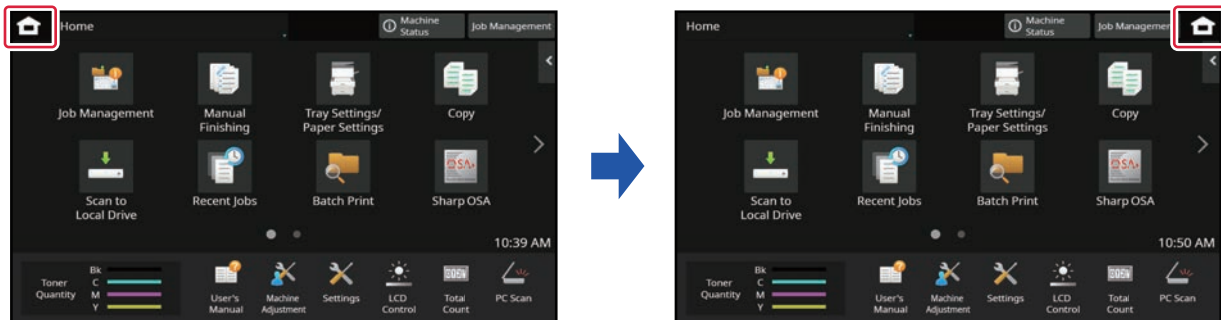 Home
Machine
Status
Job Management
Job Management
Manual
Finishing
Tray Settings/
Paper Settings
Copy
Scan to
Local Drive
Recent Jobs
Batch Print
Sharp OSA
10:39 AM
Toner
Quantity
Bk
C
M
Y
User's
Manual
Machine
Adjustment
Settings
LCD
Control
Total
Count
PC Scan
Home
Machine
Status
Job Managemen
Job Management
Manual
Finishing
Tray Settings/
Paper Settings
Copy
Scan to
Local Drive
Recent Jobs
Batch Print
Sharp OSA
10:50 AM
Toner
Quantity
Bk
C
M
Y
User's
Manual
Machine
Adjustment
Settings
LCD
Control
Total
Count
PC Scan